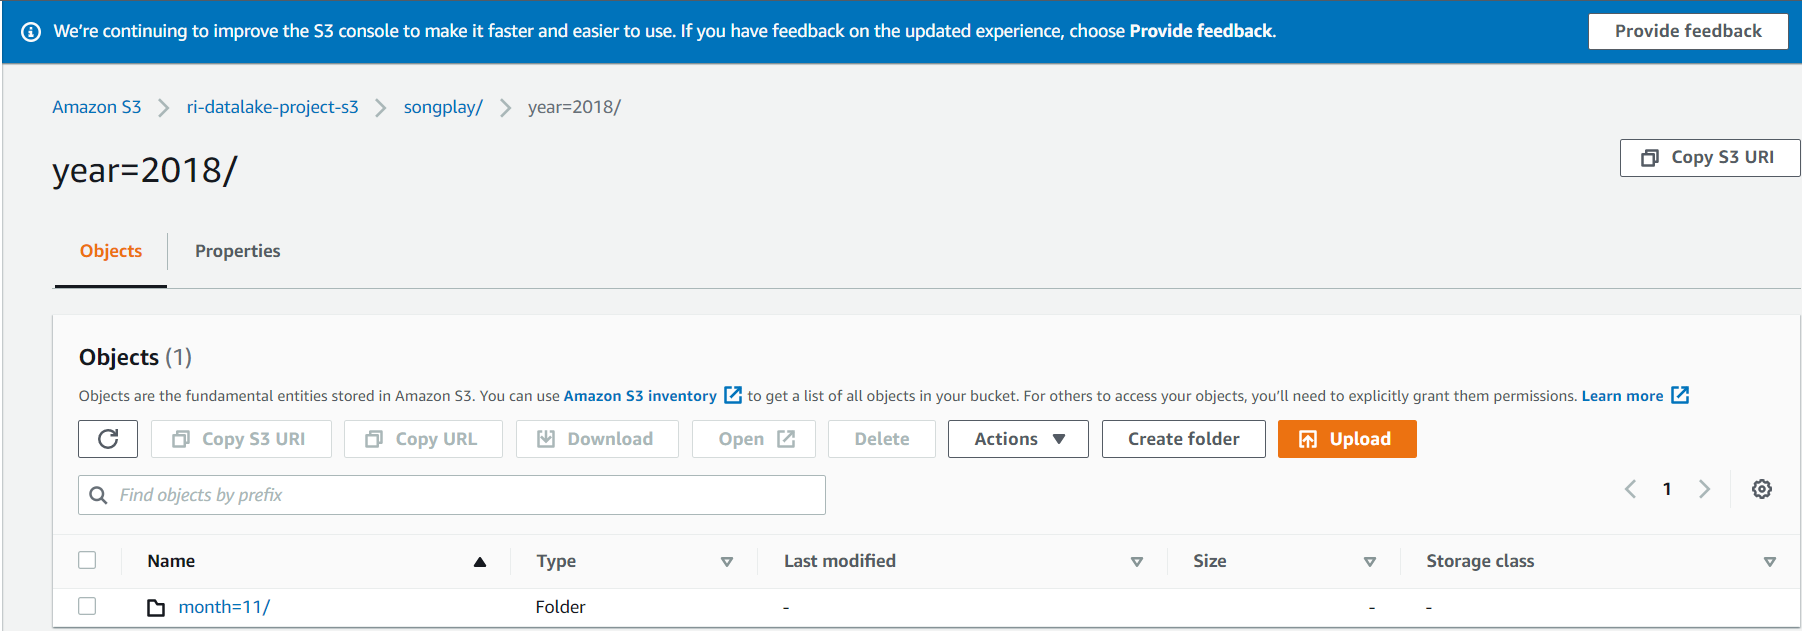 We're continuing to improve the S3 console to make it faster and easier to use. If you have feedback on the updated experience, choose Provide feedback.
Provide feedback
Amazon S3 ri-datalake-project-s3 songplay/ year=2018/
year=2018/
Copy S3 URI
Objects Properties
Objects (1)
Objects are the fundamental entities stored in Amazon S3. You can use Amazon S3 inventory to get a list of all objects in your bucket. For others to access your objects, you'll need to explicitly grant them permissions. Learn more
Copy S3 URI Copy URL Download Open Delete Actions Create folder Upload
Find objects by prefix
1
Name Type Last modified Size Storage class
month=11/ Folder - - -